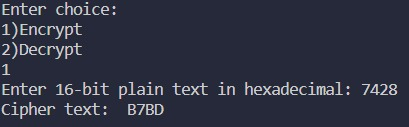 Enter choice:
1)Encrypt
2)Decrypt
1
Enter 16-bit plain text in hexadecimal: 7428
Cipher text:  B7BD